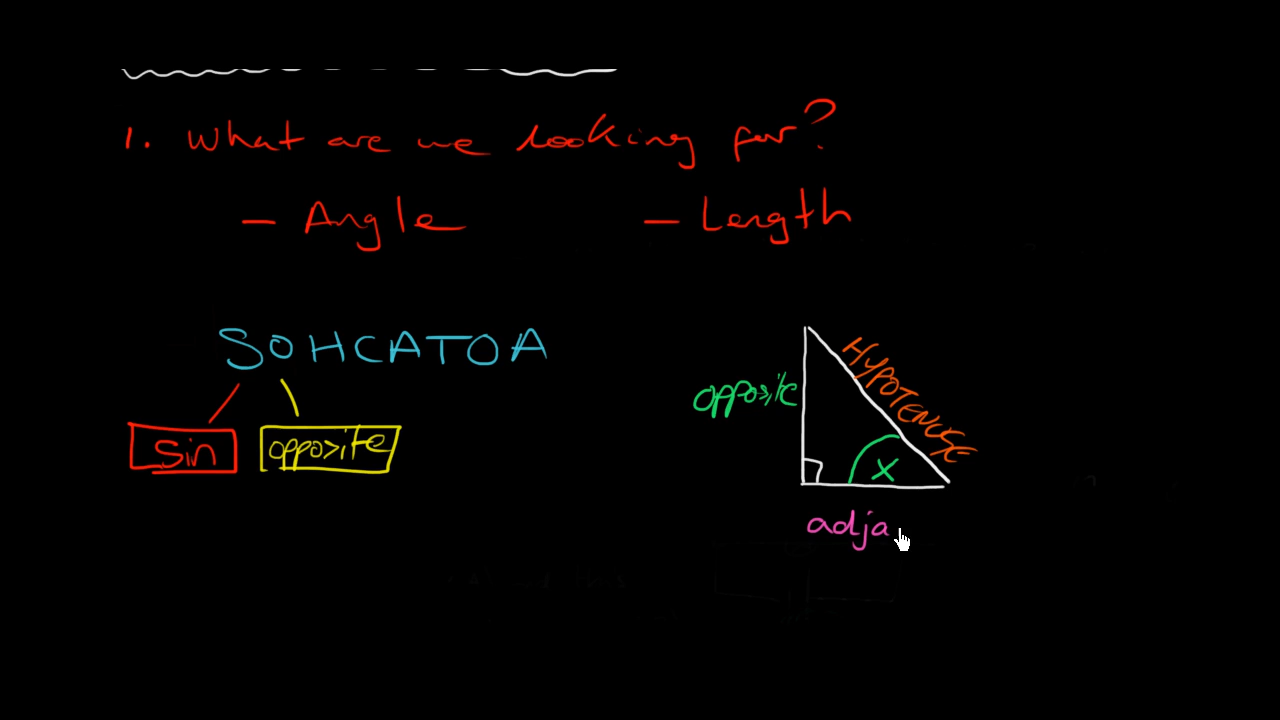 1. What are we looking for?
– Angle – Length
SOHCATOA
opposite
HYPOTENUSE
sin
opposite
x
adja